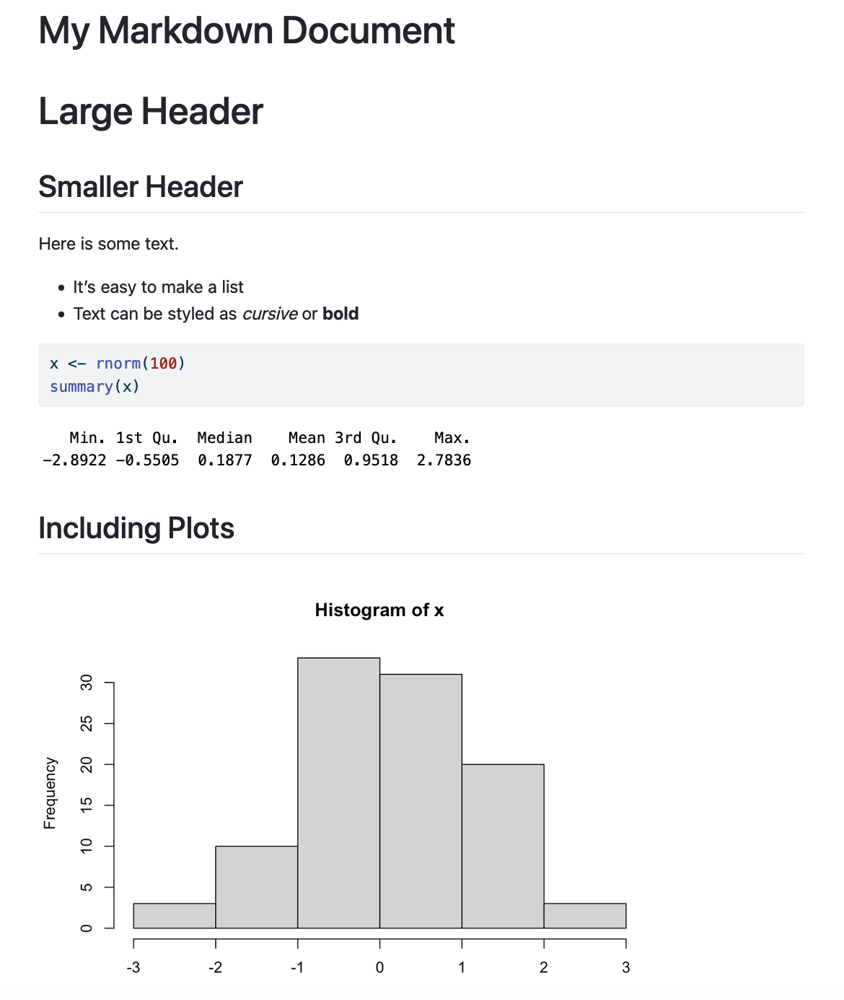 My Markdown Document
Large Header
Smaller Header
Here is some text.
• It’s easy to make a list
• Text can be styled as cursive or bold
x <- rnorm(100)
summary(x)
   Min. 1st Qu.  Median    Mean 3rd Qu.    Max.
-2.8922 -0.5505  0.1877  0.1286  0.9518  2.7836
Including Plots
Histogram of x
Frequency
30
25
20
15
10
5
0
-3 -2 -1 0 1 2 3